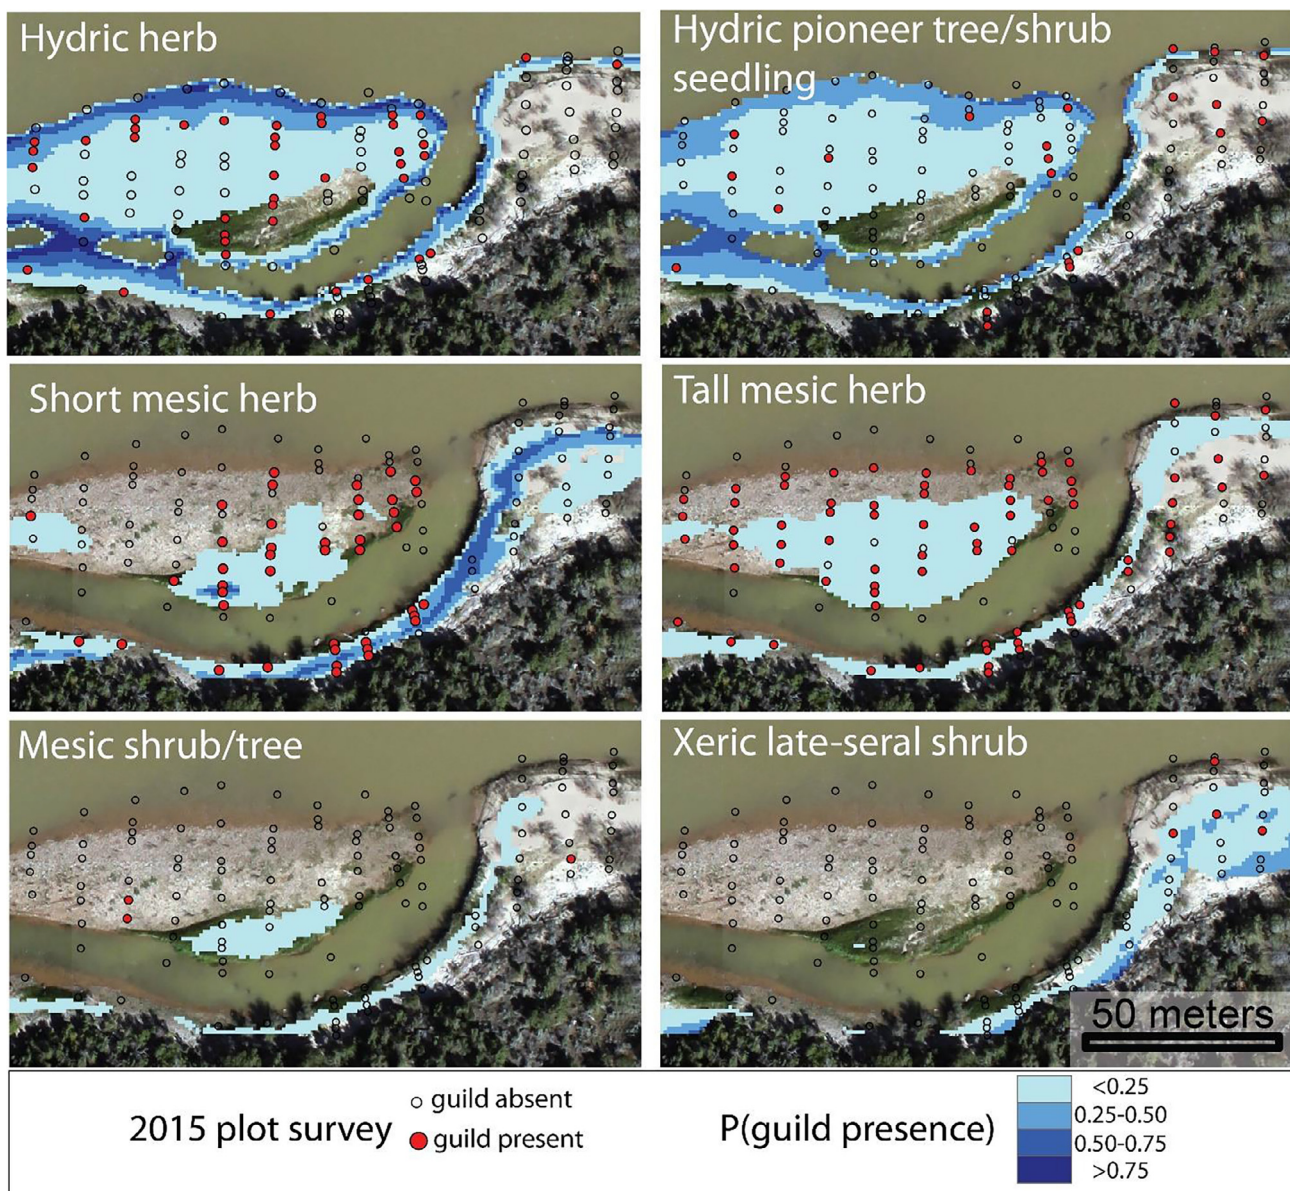 Hydric herb
Hydric pioneer tree/shrub
seedling
Short mesic herb
Tall mesic herb
Mesic shrub/tree
Xeric late-seral shrub
50 meters
2015 plot survey
guild absent
guild present
P(guild presence)
<0.25
0.25-0.50
0.50-0.75
>0.75